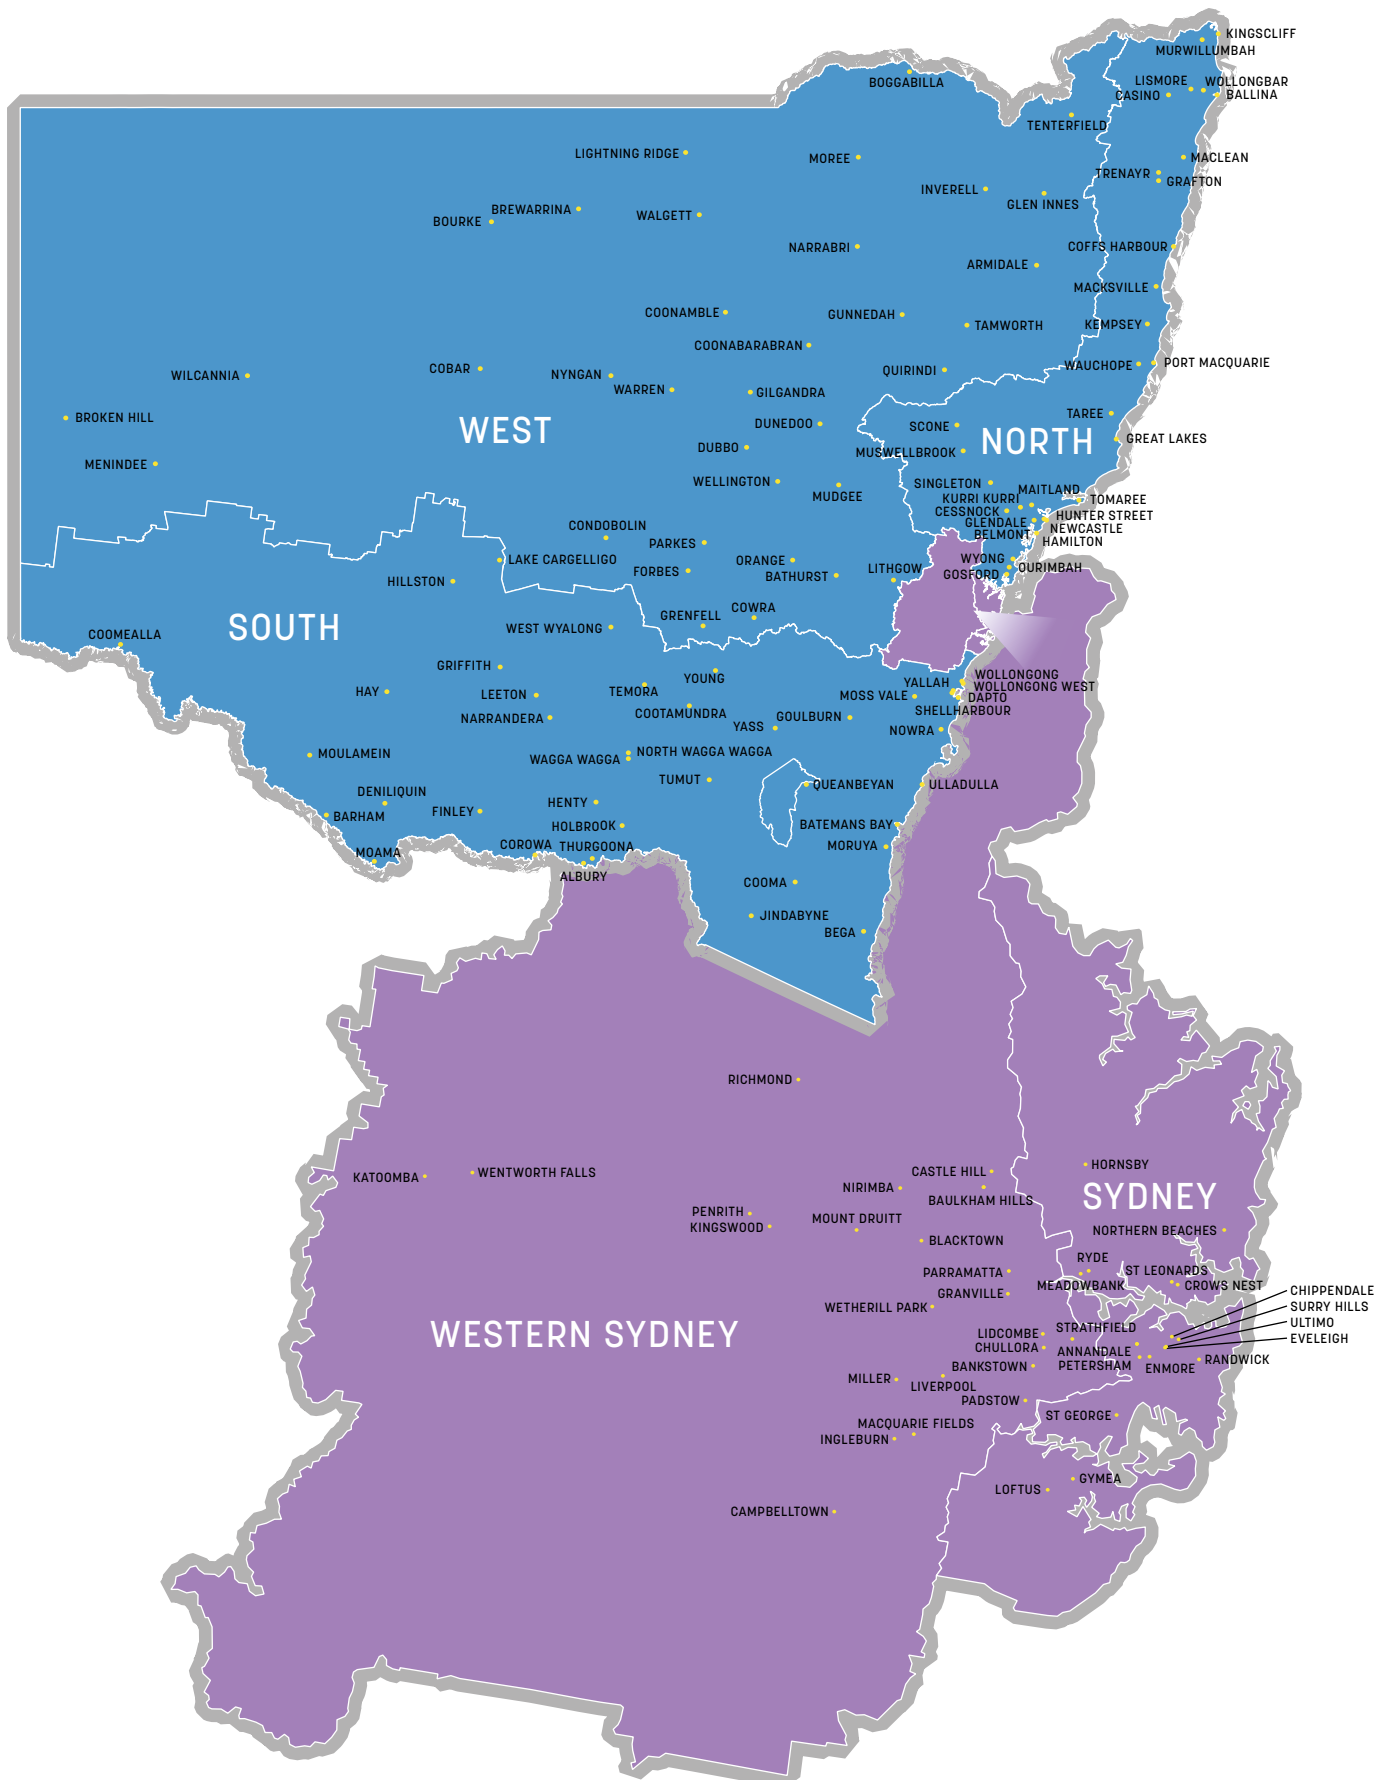 KINGSCLIFF
MURWILLUMBAH
BOGGABILLA
LISMORE
WOLLONGBAR
CASINO
BALLINA
TENTERFIELD
LIGHTNING RIDGE
MOREE
MACLEAN
TRENAYR
GRAFTON
INVERELL
GLEN INNES
BREWARRINA
BOURKE
WALGETT
NARRABRI
COFFS HARBOUR
ARMIDALE
MACKSVILLE
COONAMBLE
GUNNEDAH
TAMWORTH
KEMPSEY
COONABARABRAN
WAUCHOPE
PORT MACQUARIE
WILCANNIA
COBAR
NYNGAN
QUIRINDI
WARREN
GILGANDRA
BROKEN HILL
WEST
DUNEDOO
SCONE
TAREE
NORTH
GREAT LAKES
DUBBO
MUSWELLBROOK
MENINDEE
WELLINGTON
MUDGEE
SINGLETON
MAITLAND
KURRI KURRI
TOMAREE
CESSNOCK
HUNTER STREET
GLENDALE
NEWCASTLE
BELMONT
HAMILTON
CONDOBOLIN
PARKES
LAKE CARGELLIGO
ORANGE
WYONG
OURIMBAH
HILLSTON
FORBES
BATHURST
LITHGOW
GOSFORD
COWRA
GRENFELL
SOUTH
COOMEALLA
WEST WYALONG
GRIFFITH
YOUNG
YALLAH
WOLLONGONG
WOLLONGONG WEST
HAY
LEETON
TEMORA
MOSS VALE
DAPTO
COOTAMUNDRA
SHELLHARBOUR
NARRANDERA
YASS
GOULBURN
NOWRA
MOULAMEIN
NORTH WAGGA WAGGA
WAGGA WAGGA
TUMUT
QUEANBEYAN
ULLADULLA
DENILIQUIN
BARHAM
FINLEY
HENTY
HOLBROOK
BATEMANS BAY
MOAMA
COROWA
THURGOONA
MORUYA
ALBURY
COOMA
JINDABYNE
BEGA
RICHMOND
HORNSBY
KATOOMBA
WENTWORTH FALLS
CASTLE HILL
NIRIMBA
BAULKHAM HILLS
SYDNEY
PENRITH
KINGSWOOD
MOUNT DRUITT
NORTHERN BEACHES
BLACKTOWN
RYDE
PARRAMATTA
ST LEONARDS
MEADOWBANK
CROWS NEST
GRANVILLE
CHIPPENDALE
WETHERILL PARK
SURRY HILLS
WESTERN SYDNEY
ULTIMO
LIDCOMBE
STRATHFIELD
EVELEIGH
CHULLORA
ANNANDALE
BANKSTOWN
PETERSHAM
ENMORE
RANDWICK
MILLER
LIVERPOOL
PADSTOW
ST GEORGE
MACQUARIE FIELDS
INGLEBURN
GYMEA
LOFTUS
CAMPBELLTOWN